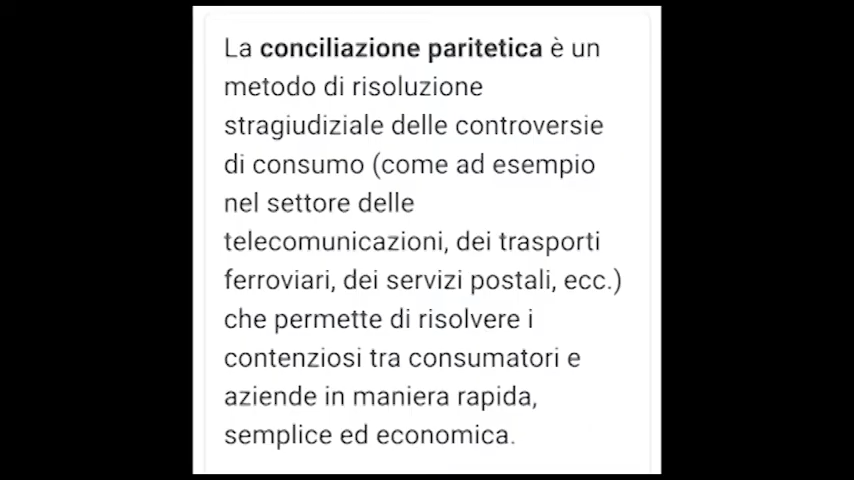 La conciliazione paritetica è un
metodo di risoluzione
stragiudiziale delle controversie
di consumo (come ad esempio
nel settore delle
telecomunicazioni, dei trasporti
ferroviari, dei servizi postali, ecc.)
che permette di risolvere i
contenziosi tra consumatori e
aziende in maniera rapida,
semplice ed economica.